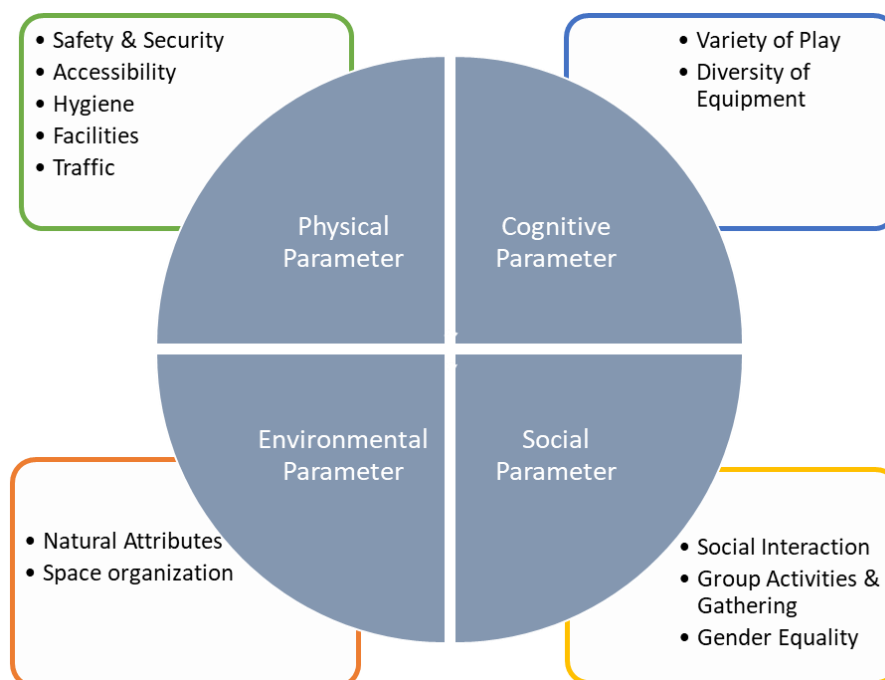 • Safety & Security
• Accessibility
• Hygiene
• Facilities
• Traffic
• Variety of Play
• Diversity of
Equipment
Physical
Parameter
Cognitive
Parameter
Environmental
Parameter
Social
Parameter
• Natural Attributes
• Space organization
• Social Interaction
• Group Activities &
Gathering
• Gender Equality